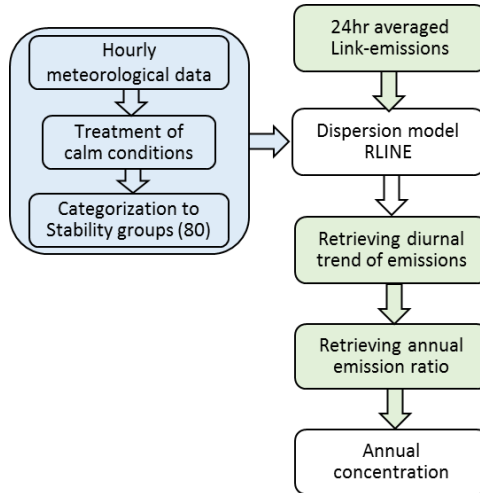 Hourly
meteorological data
Treatment of
calm conditions
Categorization to
Stability groups (80)
24hr averaged
Link-emissions
Dispersion model
RLINE
Retrieving diurnal
trend of emissions
Retrieving annual
emission ratio
Annual
concentration